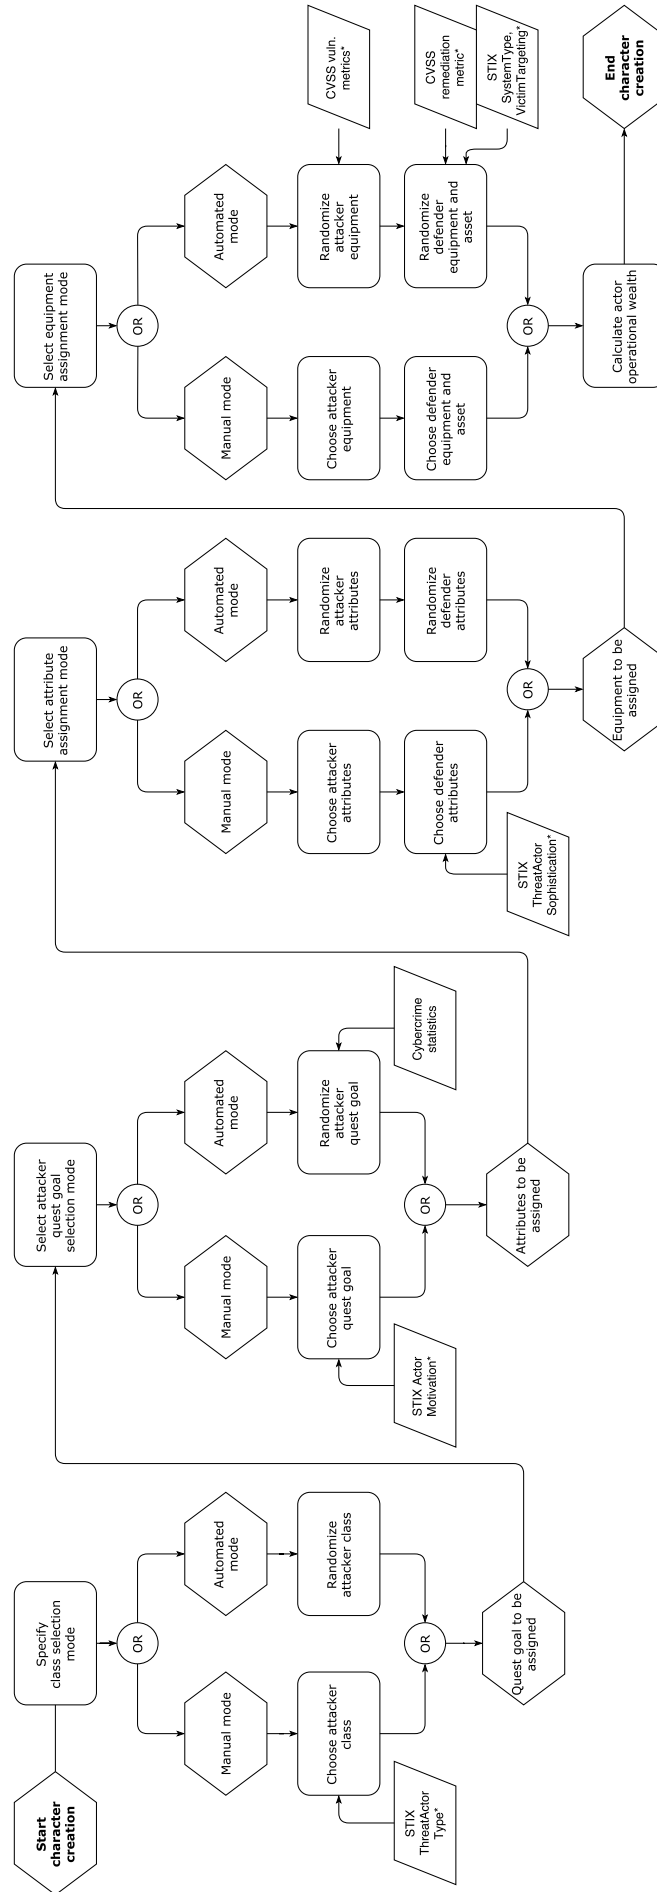 Start
character
creation
Specify
class selection
mode
OR
Manual mode
Automated
mode
Choose attacker
class
Randomize
attacker class
STIX
ThreatActor
Type*
OR
Quest goal to be
assigned
Select attacker
quest goal
selection mode
OR
Manual mode
Automated
mode
Choose attacker
quest goal
Randomize
attacker
quest goal
STIX Actor
Motivation*
Cybercrime
statistics
OR
Attributes to be
assigned
Select attribute
assignment mode
OR
Manual mode
Automated
mode
Choose attacker
attributes
Randomize
attacker
attributes
Choose defender
attributes
Randomize
defender
attributes
STIX
ThreatActor
Sophistication*
OR
Equipment to be
assigned
Select equipment
assignment mode
OR
Manual mode
Automated
mode
Choose attacker
equipment
Randomize
attacker
equipment
CVSS vuln.
metrics*
Choose defender
equipment and
asset
Randomize
defender
equipment and
asset
CVSS
remediation
metric*
STIX
SystemType,
VictimTargeting*
OR
Calculate actor
operational wealth
End
character
creation